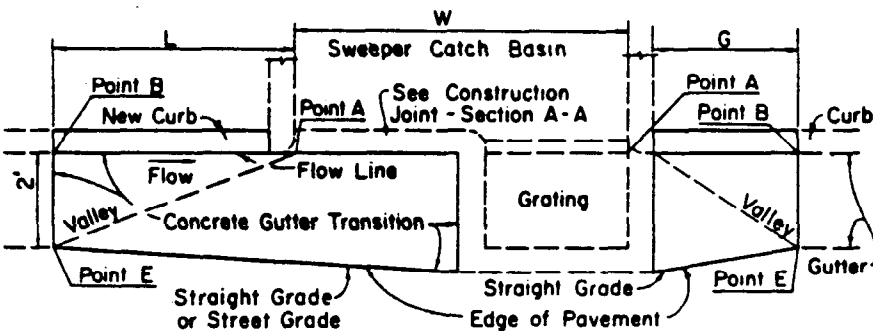 L
W
G
Sweeper Catch Basin
Point B
New Curb
Point A
See Construction
Joint - Section A-A
Point A
Point B
Curb
2'
Flow
Flow Line
Grating
Valley
Concrete Gutter Transition
Valley
Point E
Straight Grade
or Street Grade
Straight Grade
Edge of Pavement
Point E
Gutter